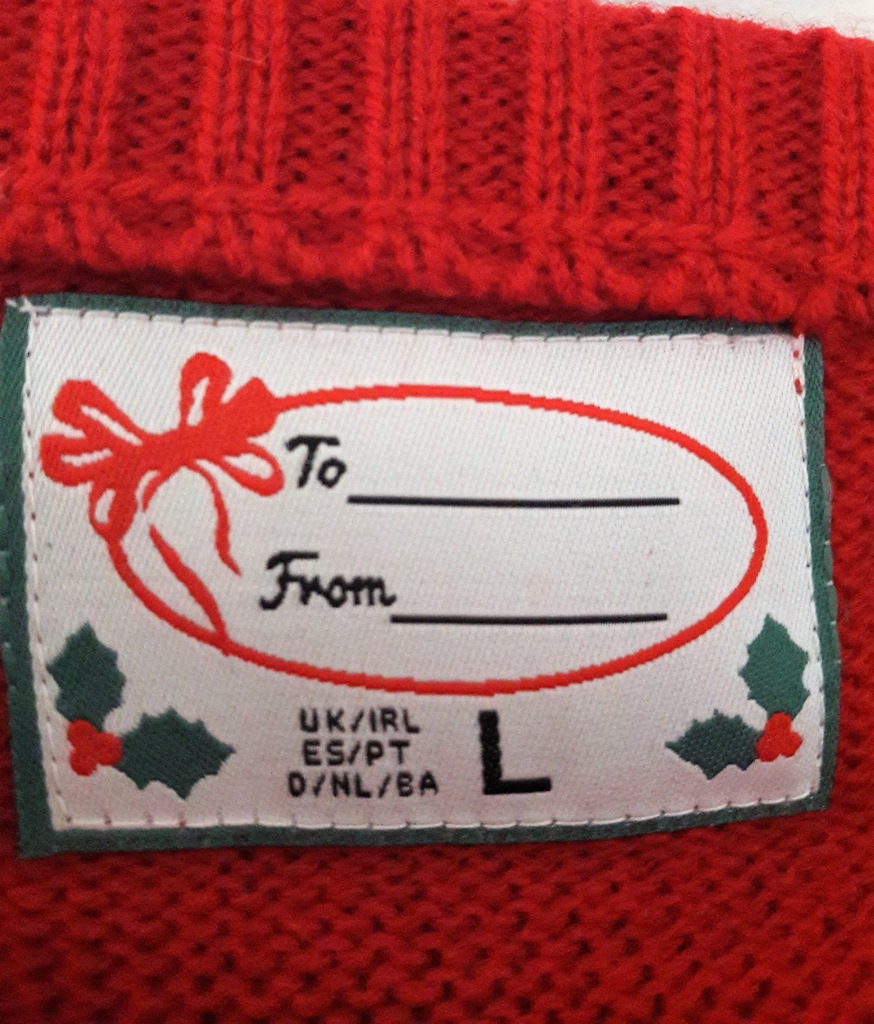 To
From
UK/IRL
ES/PT
D/NL/BA
L